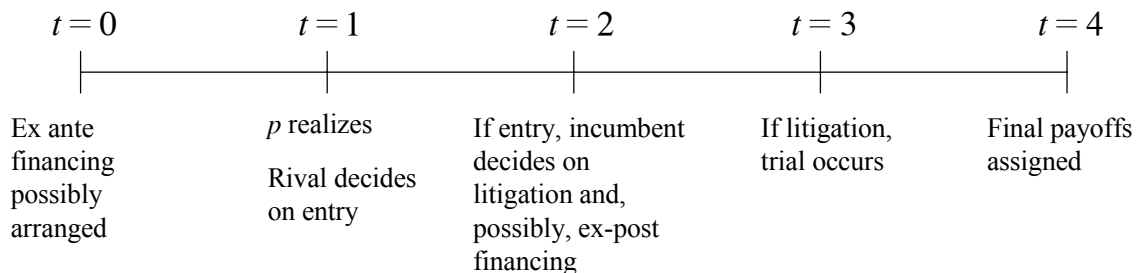 t = 0
t = 1
t = 2
t = 3
t = 4
Ex ante
financing
possibly
arranged
p realizes
Rival decides
on entry
If entry, incumbent
decides on
litigation and,
possibly, ex-post
financing
If litigation,
trial occurs
Final payoffs
assigned